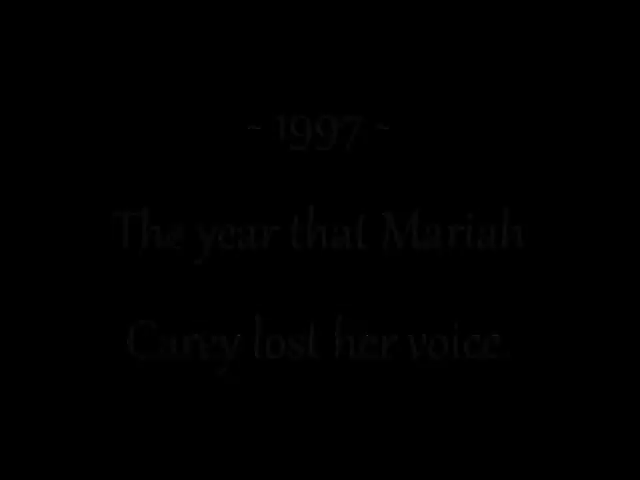 ~ 1997 ~
The year that Mariah
Carey lost her voice.